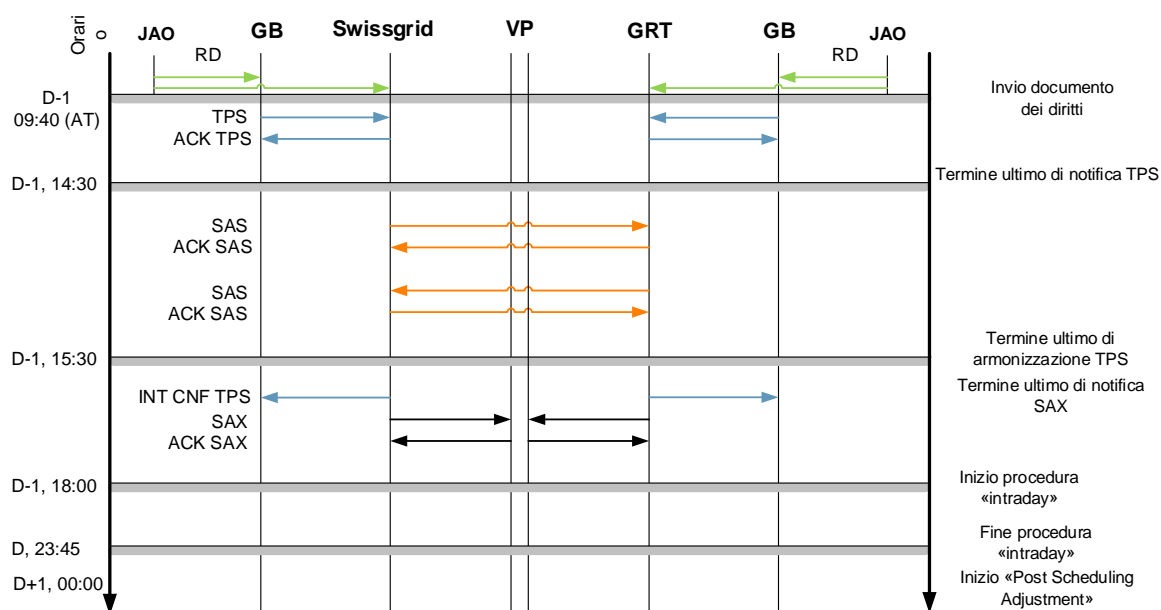 Orari
o
JAO
GB
Swissgrid
VP
GRT
GB
JAO
RD
RD
Invio documento
dei diritti
D-1
09:40 (AT)
TPS
ACK TPS
D-1, 14:30
Termine ultimo di notifica TPS
SAS
ACK SAS
SAS
ACK SAS
D-1, 15:30
Termine ultimo di
armonizzazione TPS
Termine ultimo di notifica
SAX
INT CNF TPS
SAX
ACK SAX
D-1, 18:00
Inizio procedura
«intraday»
D, 23:45
Fine procedura
«intraday»
D+1, 00:00
Inizio «Post Scheduling
Adjustment»